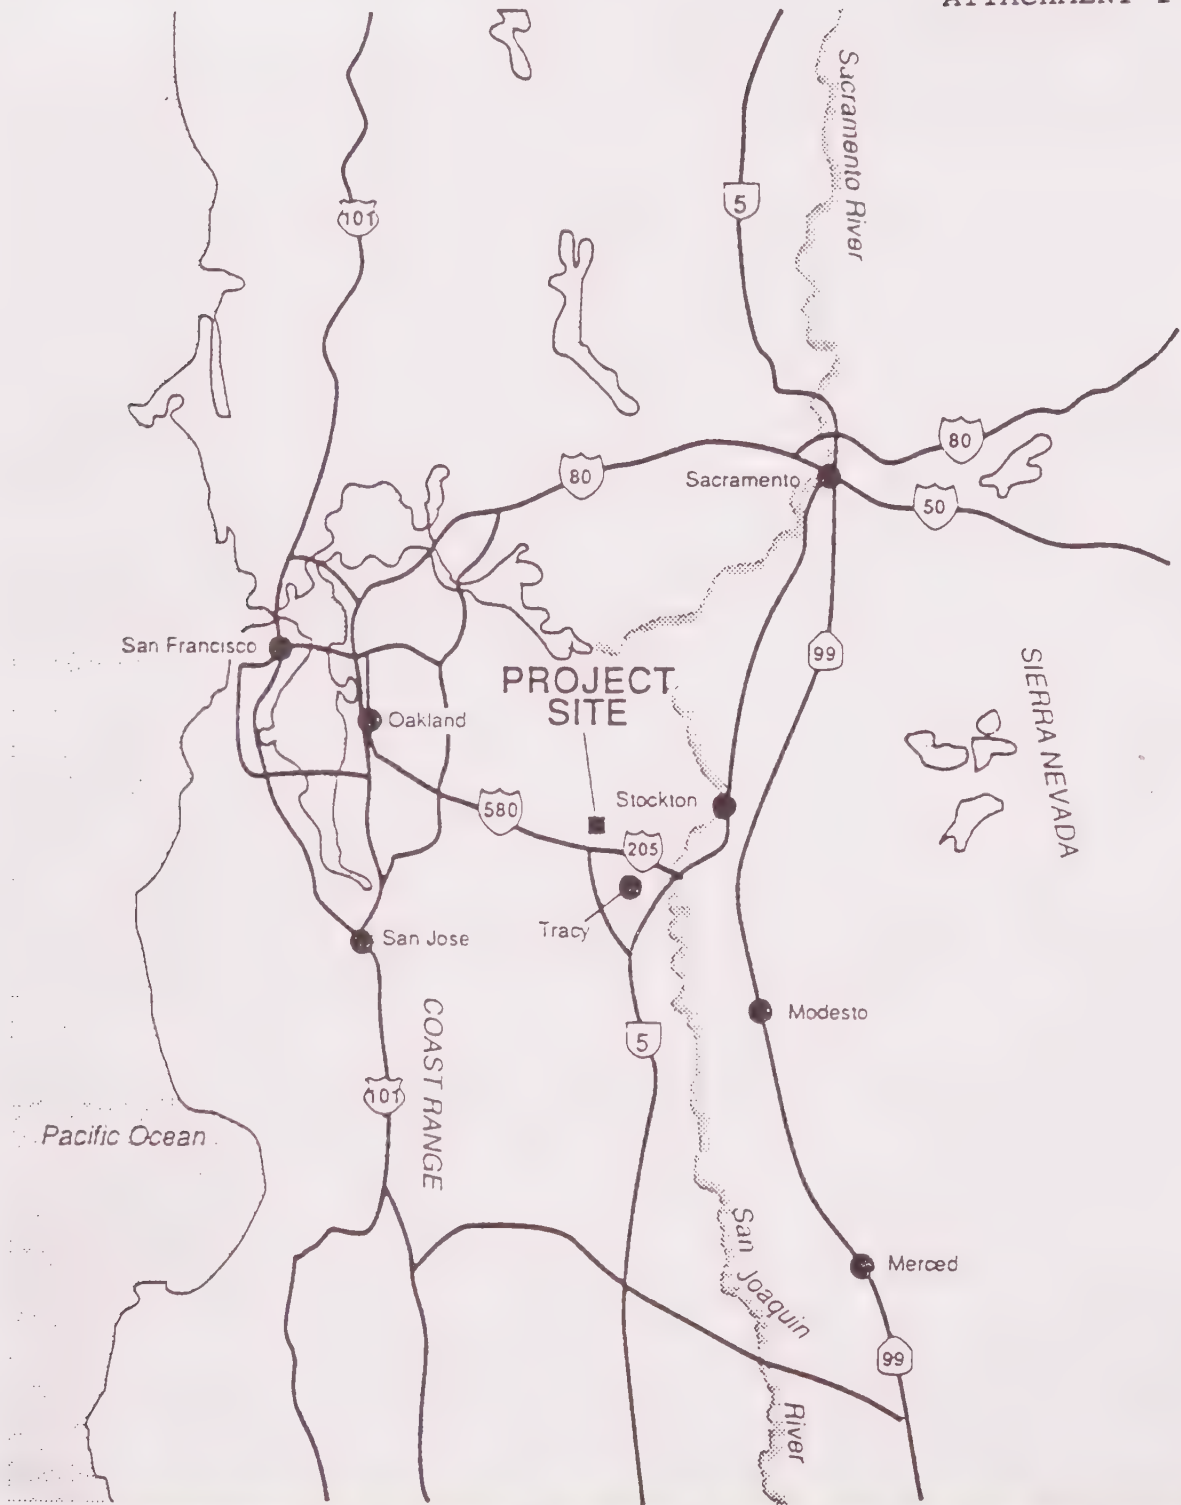 ATTACHMENT
Sacramento River
101
5
80
80
Sacramento
50
San Francisco
99
PROJECT
SITE
SIERRA NEVADA
Oakland
580
Stockton
205
Tracy
San Jose
COAST RANGE
Modesto
5
101
Pacific Ocean
San Joaquin River
Merced
99